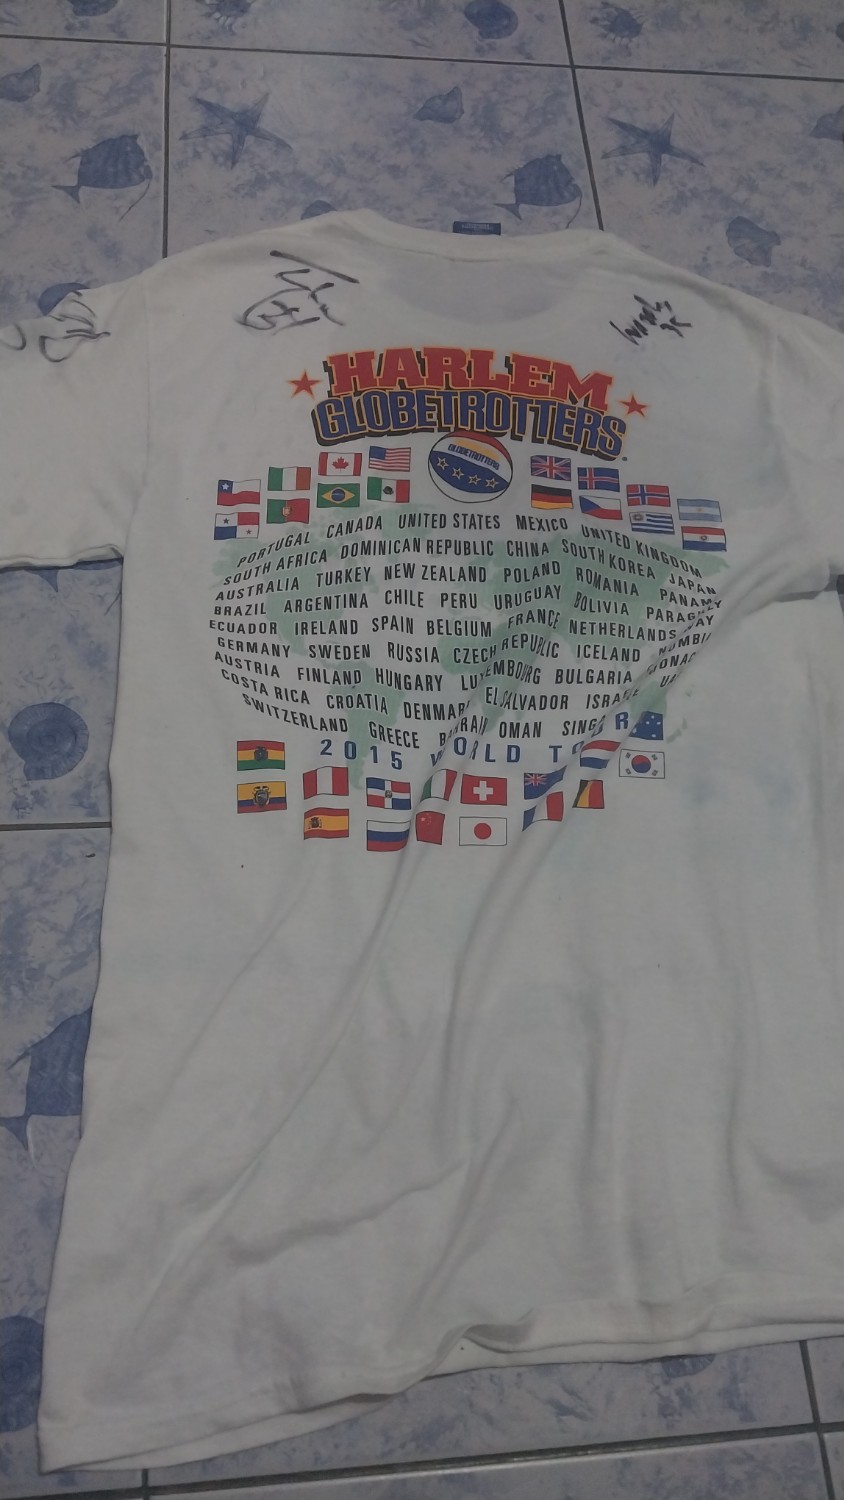 HARLEM
GLOBETROTTERS
GLOBETROTTERS
PORTUGAL CANADA UNITED STATES MEXICO UNITED KINGDOM
SOUTH AFRICA DOMINICAN REPUBLIC CHINA SOUTH KOREA JAPAN
AUSTRALIA TURKEY NEW ZEALAND POLAND ROMANIA PANAMA
BRAZIL ARGENTINA CHILE PERU URUGUAY BOLIVIA
ECUADOR IRELAND SPAIN BELGIUM FRANCE NETHERLANDS
GERMANY SWEDEN RUSSIA CZECH REPUBLIC ICELAND
AUSTRIA FINLAND HUNGARY BULGARIA
COSTA RICA CROATIA EL SALVADOR
SWITZERLAND GREECE OMAN
2015 WORLD